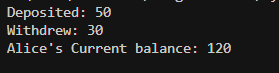 Deposited: 50
Withdrew: 30
Alice's Current balance: 120